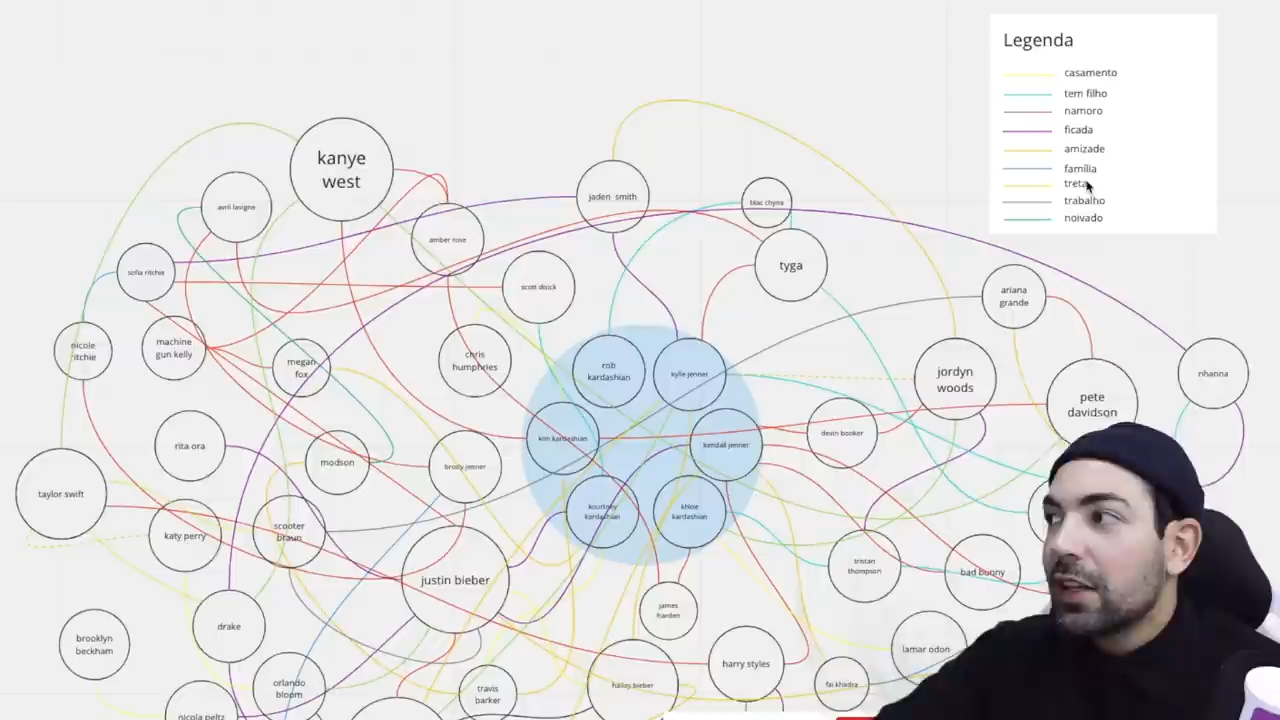 Legenda
casamento
tem filho
namoro
ficada
amizade
família
treta
trabalho
noivado
kanye
west
jaden smith
blac chyna
avril lavigne
amber rose
tyga
sofia ritchie
scott disick
ariana
grande
nicole
ritchie
machine
gun kelly
megan
fox
chris
humphries
rob
kardashian
kylie jenner
jordyn
woods
pete
davidson
rihanna
rita ora
modson
brody jenner
kim kardashian
kendall jenner
devin booker
taylor swift
katy perry
scooter
braun
kourtney
kardashian
khloe
kardashian
justin bieber
tristan
thompson
bad bunny
james
harden
drake
brooklyn
beckham
orlando
bloom
travis
barker
hailey bieber
harry styles
lamar odon
fai khadra
nicola peltz